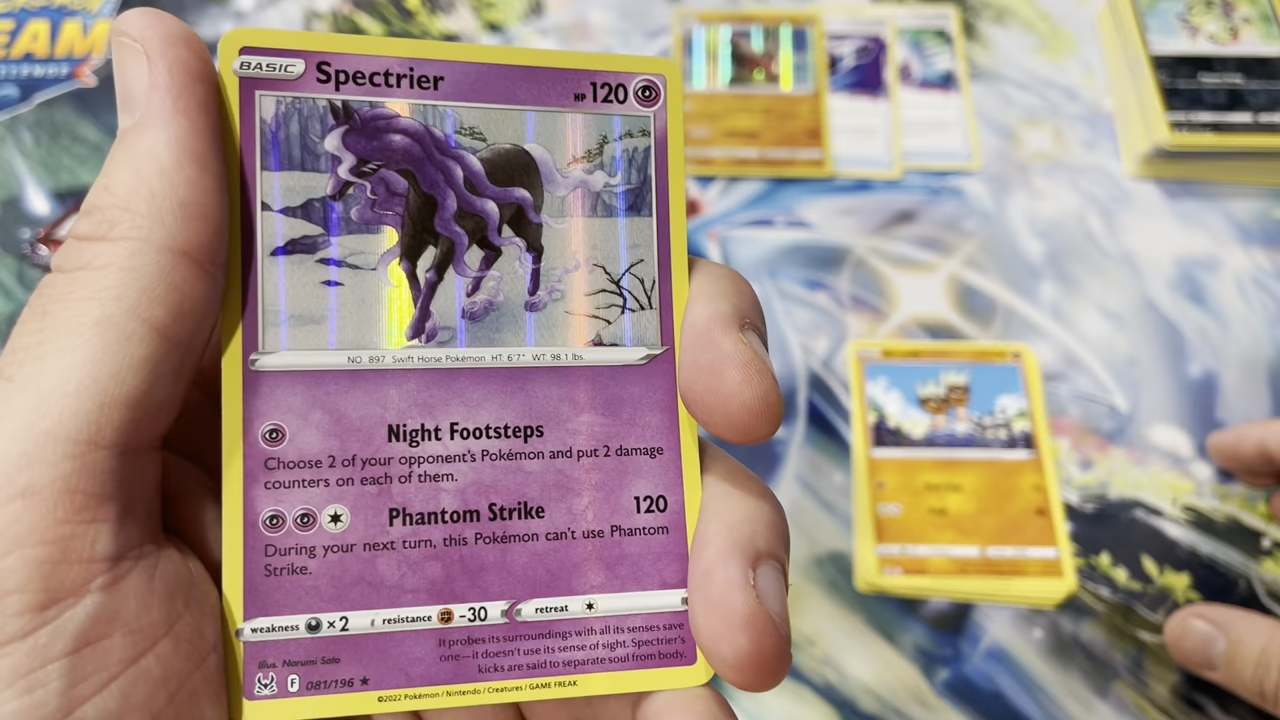 EAM
BASIC Spectrier HP 120
NO. 897 Swift Horse Pokémon HT: 6'7" WT: 98.1 lbs.
Night Footsteps
Choose 2 of your opponent's Pokémon and put 2 damage
counters on each of them.
Phantom Strike 120
During your next turn, this Pokémon can't use Phantom
Strike.
weakness ×2 resistance -30 retreat
It probes its surroundings with all its senses save
one—it doesn't use its sense of sight. Spectrier's
kicks are said to separate soul from body.
Illus. Narumi Sato
F 081/196 ★
©2022 Pokémon / Nintendo / Creatures / GAME FREAK